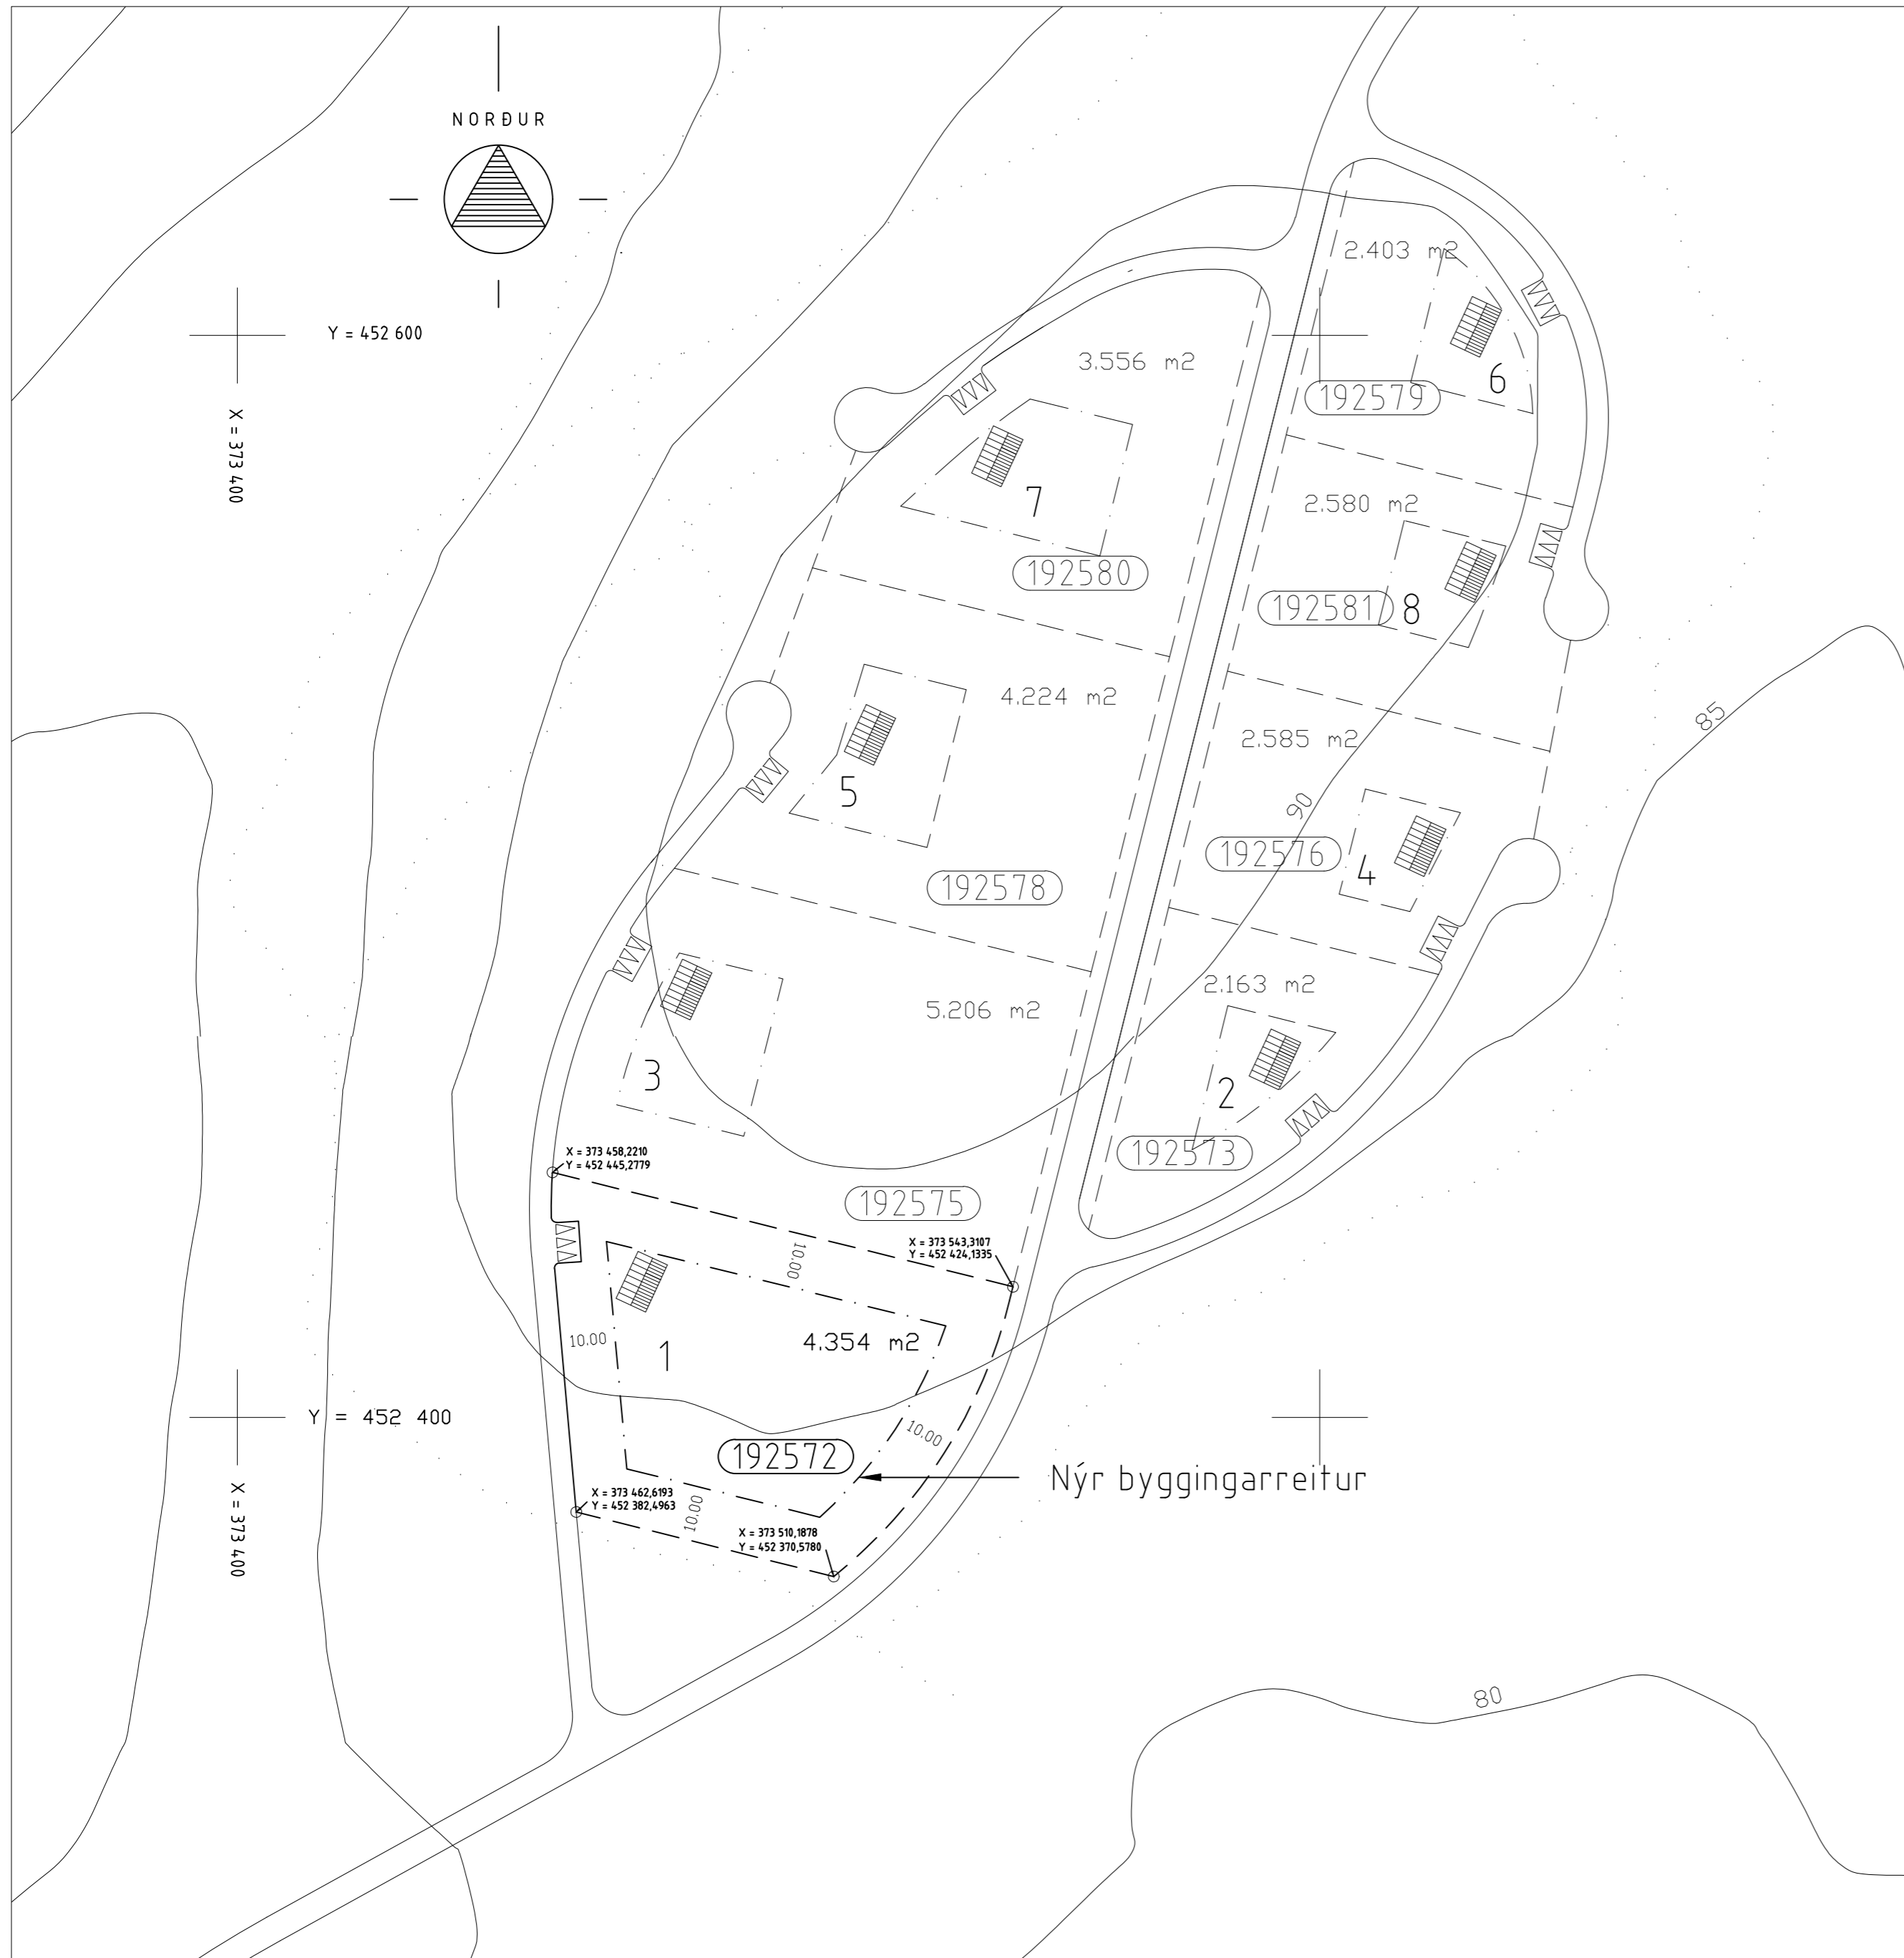 NORÐUR
Y = 452 600
X = 373 400
2.403 m2
6
192579
3.556 m2
7
192580
2.580 m2
192581
8
4.224 m2
5
192578
2.585 m2
85
90
192576
4
2.163 m2
2
192573
5.206 m2
3
192575
X = 373 458,2210
Y = 452 445,2779
X = 373 543,3107
Y = 452 424,1335
10.00
10.00
1
4.354 m2
10.00
Y = 452 400
X = 373 400
192572
Nýr byggingarreitur
X = 373 462,6193
Y = 452 382,4963
10.00
X = 373 510,1878
Y = 452 370,5780
80